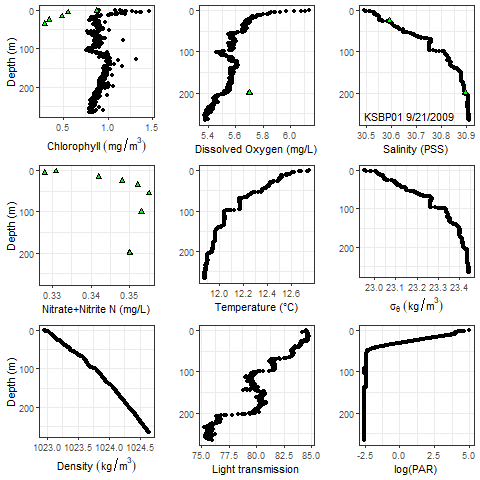 0
100
200
Depth (m)
0.5 1.0 1.5
Chlorophyll (mg/m³)
0
100
200
5.4 5.6 5.8 6.0
Dissolved Oxygen (mg/L)
0
100
200
KSBP01 9/21/2009
30.5 30.6 30.7 30.8 30.9
Salinity (PSS)
0
100
200
Depth (m)
0.33 0.34 0.35
Nitrate+Nitrite N (mg/L)
0
100
200
12.0 12.2 12.4 12.6
Temperature (°C)
0
100
200
23.0 23.1 23.2 23.3 23.4
σθ (kg/m³)
0
100
200
Depth (m)
1023.0 1023.5 1024.0 1024.5
Density (kg/m³)
0
100
200
75.0 77.5 80.0 82.5 85.0
Light transmission
0
100
200
-2.5 0.0 2.5 5.0
log(PAR)